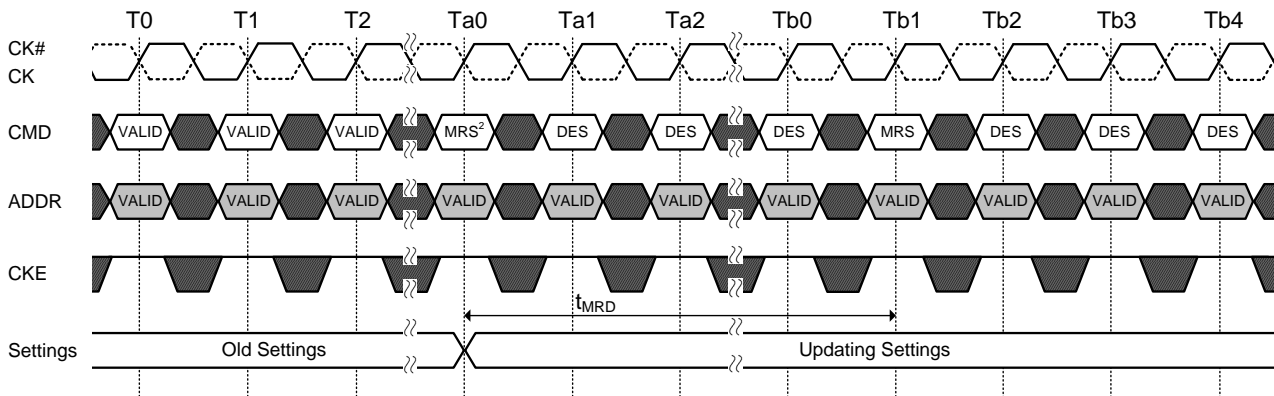 T0 T1 T2 Ta0 Ta1 Ta2 Tb0 Tb1 Tb2 Tb3 Tb4
CK#
CK
CMD VALID VALID VALID MRS² DES DES DES MRS DES DES DES
ADDR VALID VALID VALID VALID VALID VALID VALID VALID VALID VALID VALID
CKE
tMRD
Settings Old Settings Updating Settings